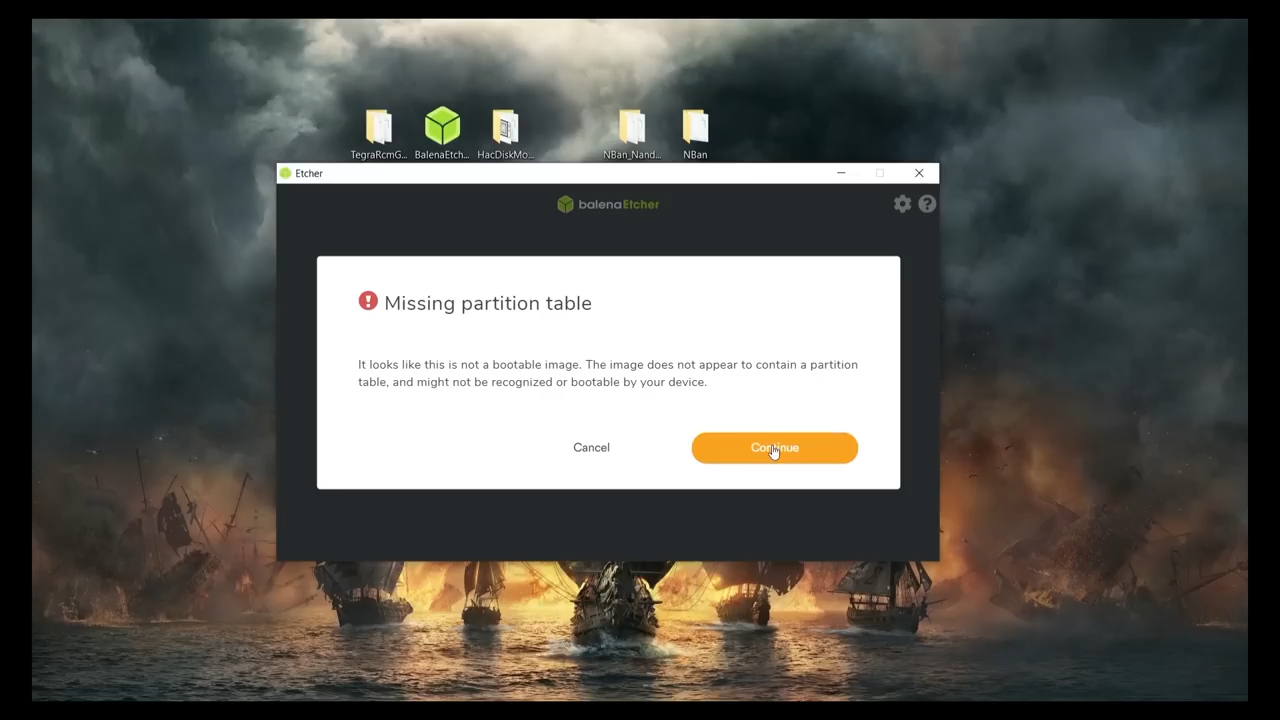 TegraRcmG...
BalenaEtch...
HacDiskMo...
NBan_Nand...
NBan
Etcher
balenaEtcher
Missing partition table
It looks like this is not a bootable image. The image does not appear to contain a partition
table, and might not be recognized or bootable by your device.
Cancel
Continue